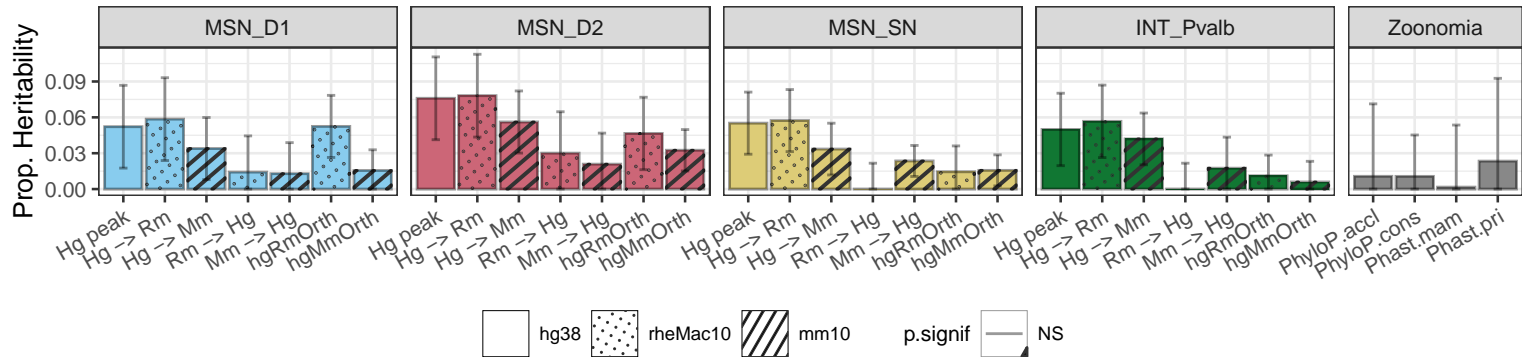 MSN_D1 MSN_D2 MSN_SN INT_Pvalb Zoonomia
Prop. Heritability
0.09
0.06
0.03
0.00
Hg peak Hg -> Rm Hg -> Mm Rm -> Hg Mm -> Hg hgRmOrth hgMmOrth
Hg peak Hg -> Rm Hg -> Mm Rm -> Hg Mm -> Hg hgRmOrth hgMmOrth
Hg peak Hg -> Rm Hg -> Mm Rm -> Hg Mm -> Hg hgRmOrth hgMmOrth
Hg peak Hg -> Rm Hg -> Mm Rm -> Hg Mm -> Hg hgRmOrth hgMmOrth
PhyloP.accl PhyloP.cons Phast.mam Phast.pri
hg38 rheMac10 mm10 p.signif NS